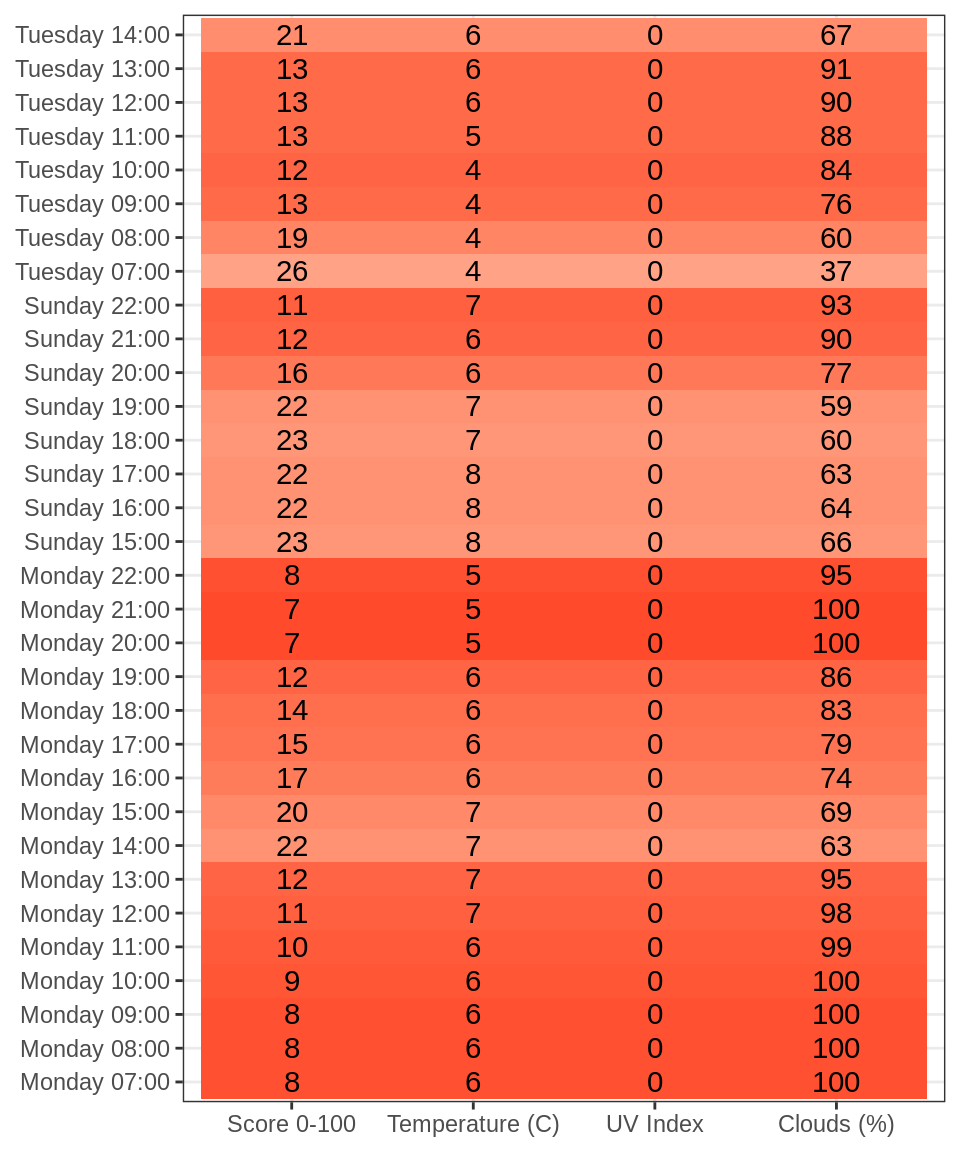 Tuesday 14:00 21 6 0 67
Tuesday 13:00 13 6 0 91
Tuesday 12:00 13 6 0 90
Tuesday 11:00 13 5 0 88
Tuesday 10:00 12 4 0 84
Tuesday 09:00 13 4 0 76
Tuesday 08:00 19 4 0 60
Tuesday 07:00 26 4 0 37
Sunday 22:00 11 7 0 93
Sunday 21:00 12 6 0 90
Sunday 20:00 16 6 0 77
Sunday 19:00 22 7 0 59
Sunday 18:00 23 7 0 60
Sunday 17:00 22 8 0 63
Sunday 16:00 22 8 0 64
Sunday 15:00 23 8 0 66
Monday 22:00 8 5 0 95
Monday 21:00 7 5 0 100
Monday 20:00 7 5 0 100
Monday 19:00 12 6 0 86
Monday 18:00 14 6 0 83
Monday 17:00 15 6 0 79
Monday 16:00 17 6 0 74
Monday 15:00 20 7 0 69
Monday 14:00 22 7 0 63
Monday 13:00 12 7 0 95
Monday 12:00 11 7 0 98
Monday 11:00 10 6 0 99
Monday 10:00 9 6 0 100
Monday 09:00 8 6 0 100
Monday 08:00 8 6 0 100
Monday 07:00 8 6 0 100
Score 0-100 Temperature (C) UV Index Clouds (%)